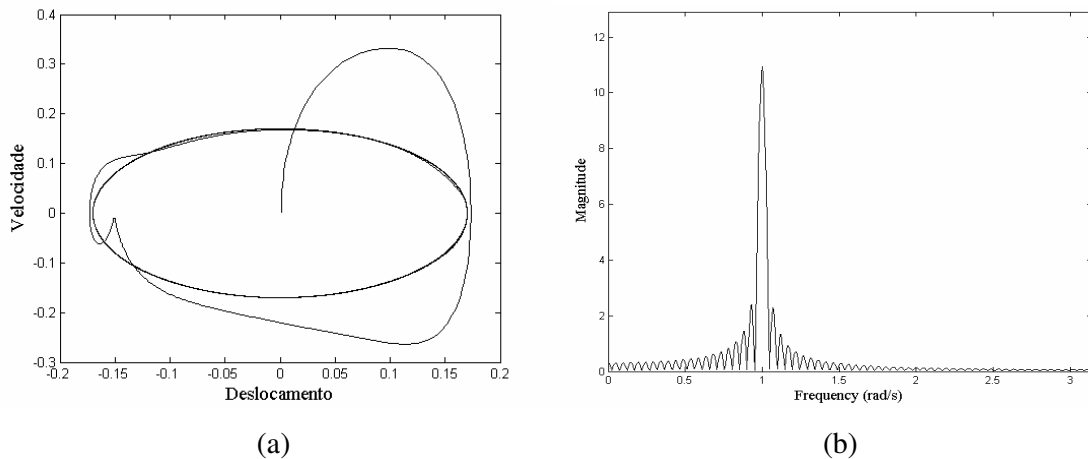 0.4
0.3
0.2
0.1
0
-0.1
-0.2
-0.3
-0.2 -0.15 -0.1 -0.05 0 0.05 0.1 0.15 0.2
Velocidade
Deslocamento
(a)
12
10
8
6
4
2
0
0 0.5 1 1.5 2 2.5 3
Magnitude
Frequency (rad/s)
(b)